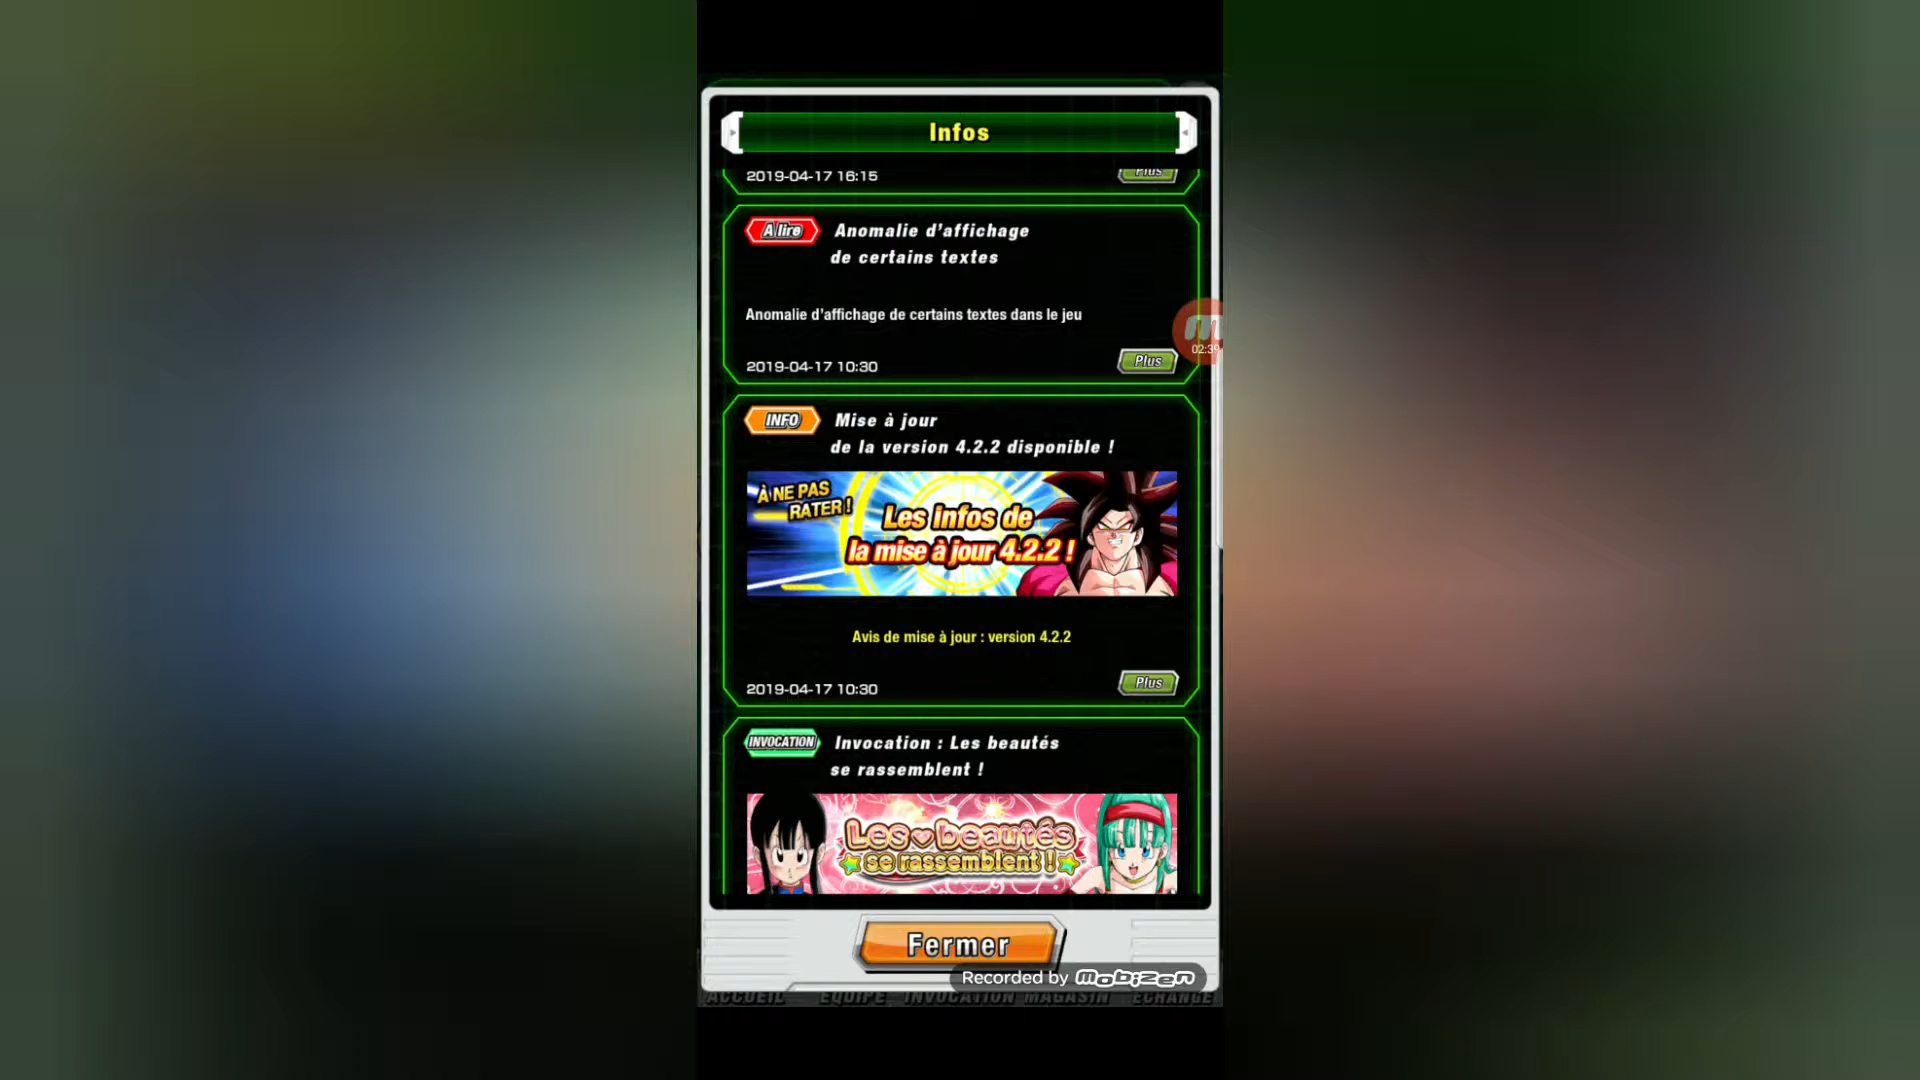 Infos
2019-04-17 16:15
Plus
A lire
Anomalie d'affichage
de certains textes
Anomalie d'affichage de certains textes dans le jeu
02:39
2019-04-17 10:30
Plus
INFO
Mise à jour
de la version 4.2.2 disponible !
À NE PAS
RATER !
Les infos de
la mise à jour 4.2.2 !
Avis de mise à jour : version 4.2.2
2019-04-17 10:30
Plus
INVOCATION
Invocation : Les beautés
se rassemblent !
Les beautés
se rassemblent !
Fermer
Recorded by mobizen
ACCUEIL ÉQUIPE INVOCATION MAGASIN ÉCHANGE